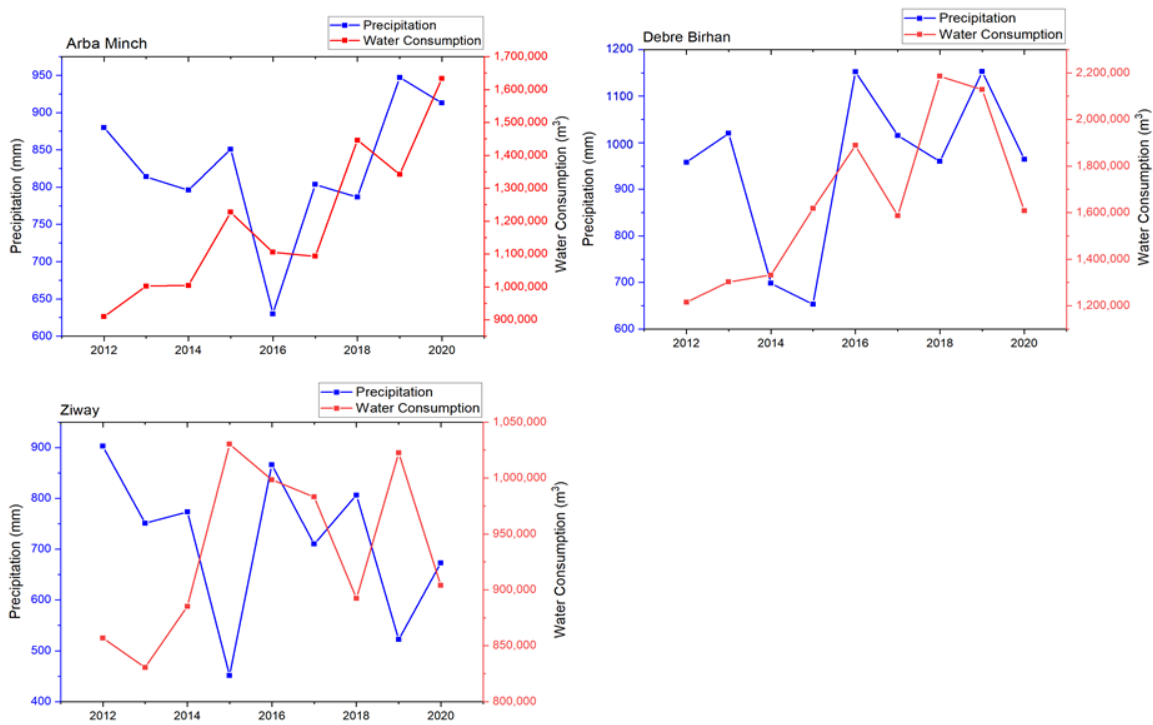 Arba Minch
Precipitation
Water Consumption
950
900
850
800
750
700
650
600
Precipitation (mm)
1,700,000
1,600,000
1,500,000
1,400,000
1,300,000
1,200,000
1,100,000
1,000,000
900,000
Water Consumption (m³)
2012 2014 2016 2018 2020
Debre Birhan
Precipitation
Water Consumption
1200
1100
1000
900
800
700
600
Precipitation (mm)
2,200,000
2,000,000
1,800,000
1,600,000
1,400,000
1,200,000
Water Consumption (m³)
2012 2014 2016 2018 2020
Ziway
Precipitation
Water Consumption
900
800
700
600
500
400
Precipitation (mm)
1,050,000
1,000,000
950,000
900,000
850,000
800,000
Water Consumption (m³)
2012 2014 2016 2018 2020